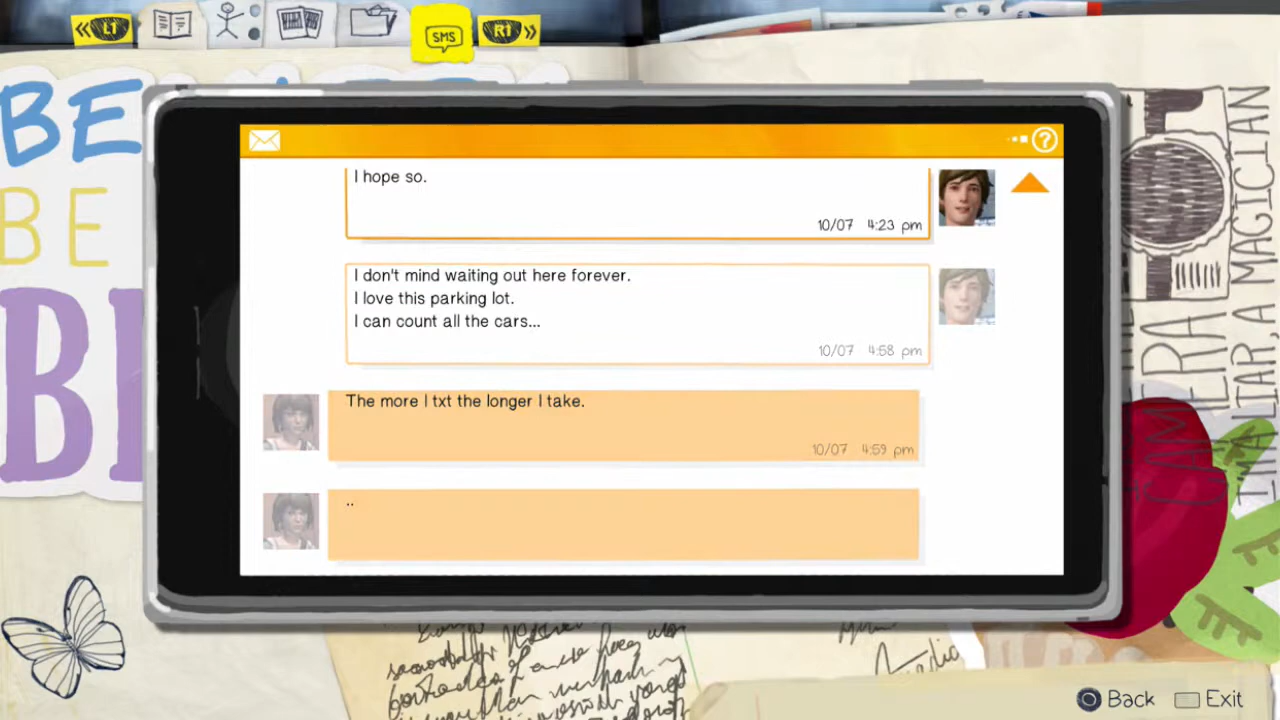 L1
SMS
R1
BE
BE
?
I hope so.
10/07 4:23 pm
I don't mind waiting out here forever.
I love this parking lot.
I can count all the cars...
10/07 4:58 pm
The more I txt the longer I take.
10/07 4:59 pm
..
CAMERA
LIAR, A MAGICIAN
Back
Exit